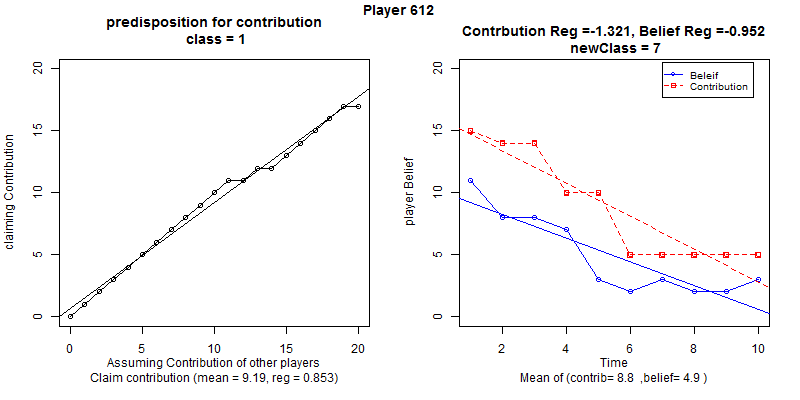 Player 612
predisposition for contribution
class = 1
claiming Contribution
20
15
10
5
0
0 5 10 15 20
Assuming Contribution of other players
Claim contribution (mean = 9.19, reg = 0.853)
Contrbution Reg =-1.321, Belief Reg =-0.952
newClass = 7
player Belief
20
15
10
5
0
Beleif
Contribution
2 4 6 8 10
Time
Mean of (contrib= 8.8 ,belief= 4.9 )